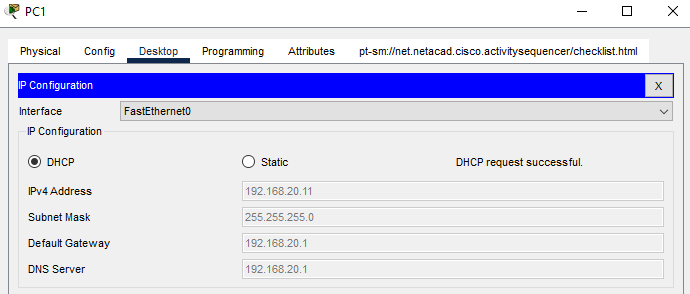 PC1
Physical Config Desktop Programming Attributes pt-sm://net.netacad.cisco.activitysequencer/checklist.html
IP Configuration X
Interface FastEthernet0
IP Configuration
DHCP Static DHCP request successful.
IPv4 Address 192.168.20.11
Subnet Mask 255.255.255.0
Default Gateway 192.168.20.1
DNS Server 192.168.20.1